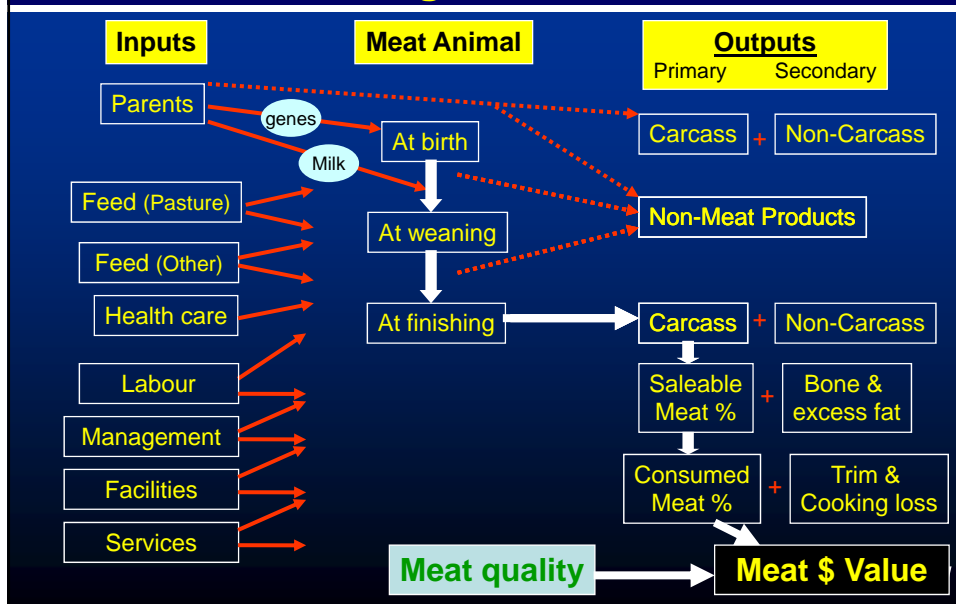 Inputs
Meat Animal
Outputs
Primary Secondary
Parents
genes
Milk
Feed (Pasture)
Feed (Other)
Health care
Labour
Management
Facilities
Services
At birth
At weaning
At finishing
Carcass + Non-Carcass
Non-Meat Products
Carcass + Non-Carcass
Saleable
Meat %
+
Bone &
excess fat
Consumed
Meat %
+
Trim &
Cooking loss
Meat quality
Meat $ Value